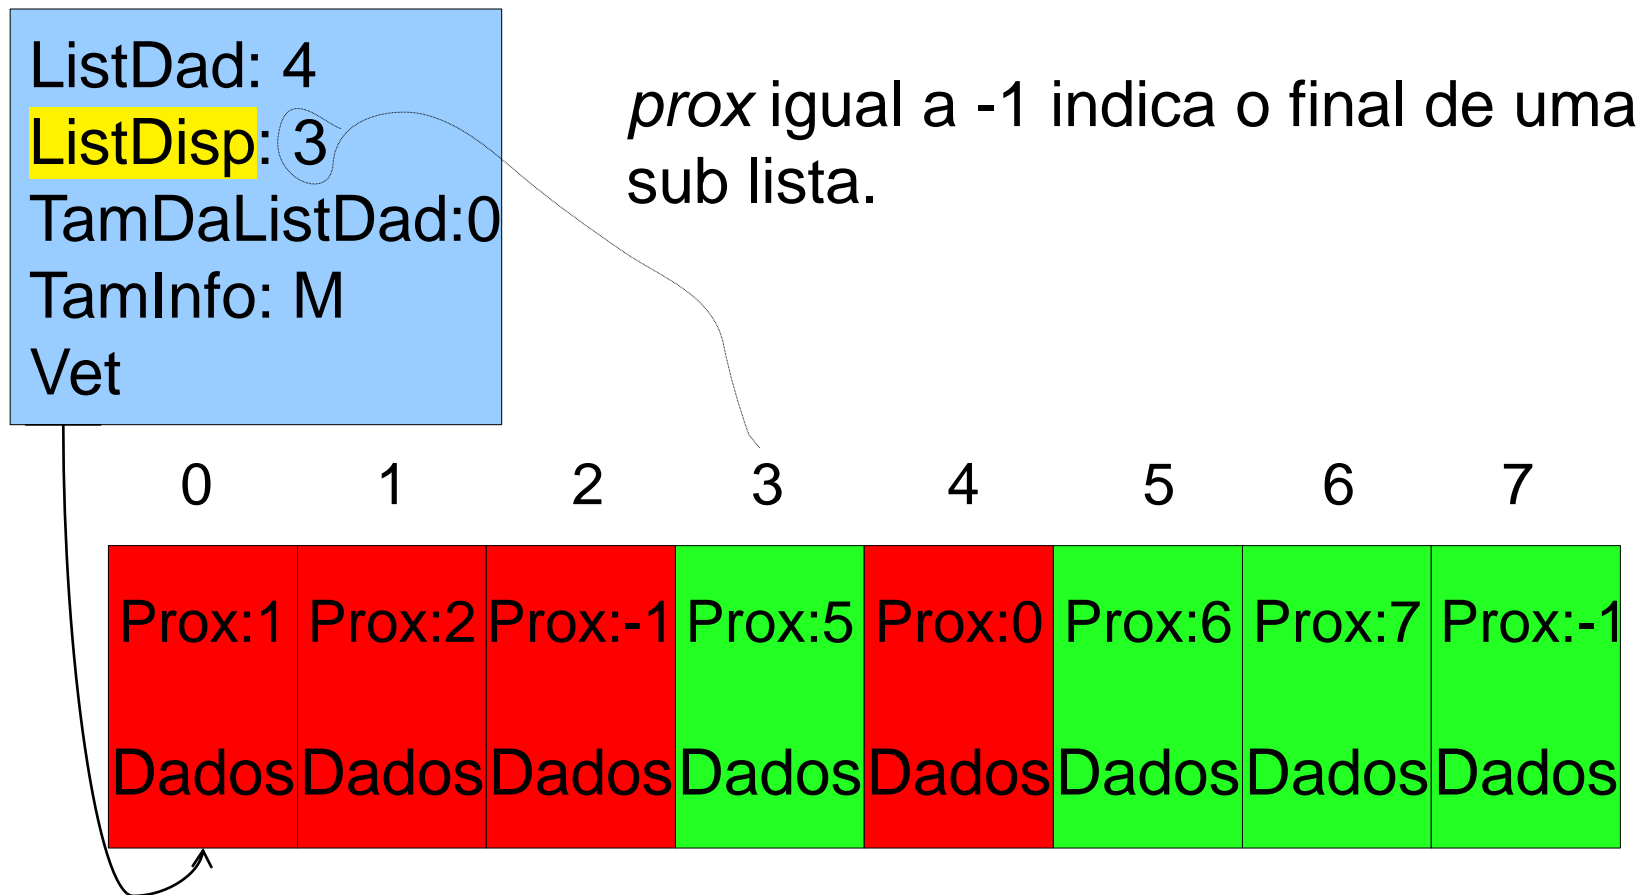 ListDad: 4
ListDisp: 3
TamDaListDad:0
TamInfo: M
Vet
prox igual a -1 indica o final de uma
sub lista.
0 1 2 3 4 5 6 7
Prox:1 Prox:2 Prox:-1 Prox:5 Prox:0 Prox:6 Prox:7 Prox:-1
Dados Dados Dados Dados Dados Dados Dados Dados